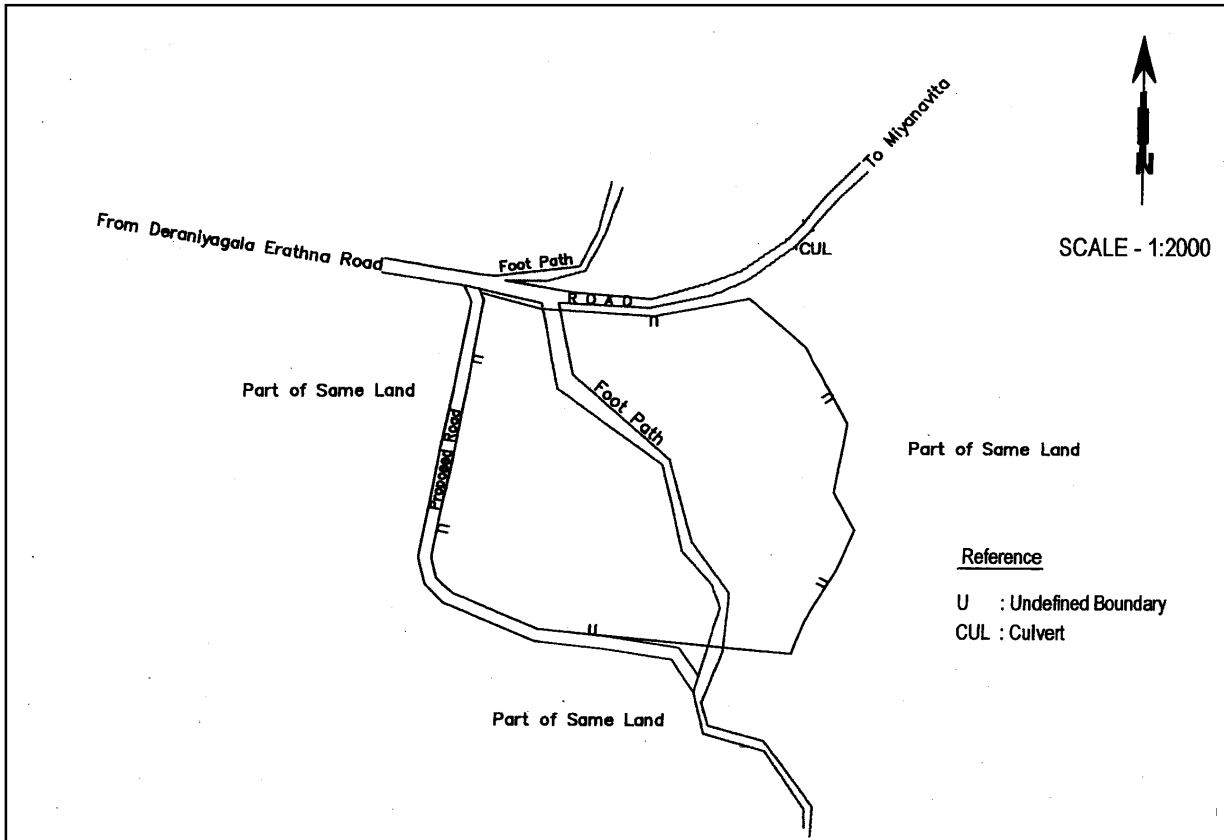 To Miyanavita
N
From Deraniyagala Erathna Road
SCALE - 1:2000
CUL
Foot Path
ROAD
U
U
Part of Same Land
U
Foot Path
Proposed Road
Part of Same Land
U
Reference
U : Undefined Boundary
CUL : Culvert
U
U
Part of Same Land